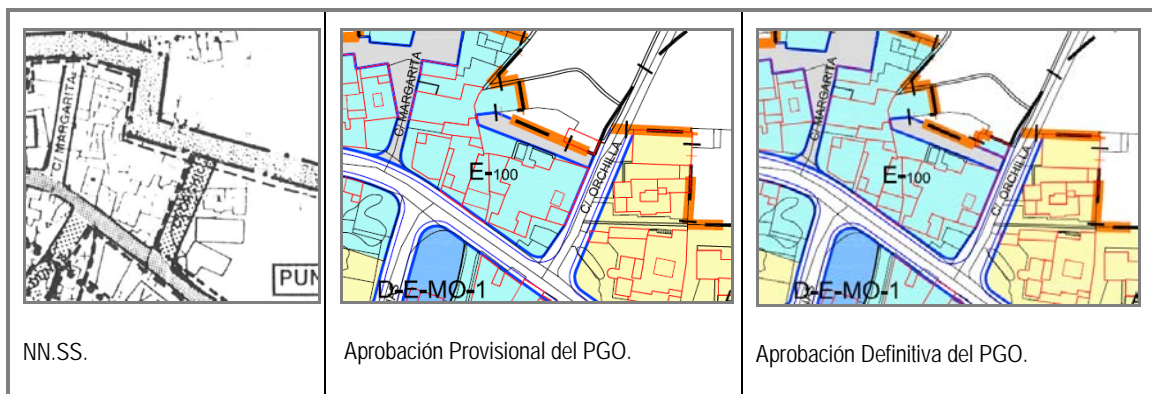 C/ MARGARITA
C/ ORCHILLA
PUN
NN.SS.
C/ MARGARITA
E-100
C/. ORCHILLA
D-E-MO-1
Aprobación Provisional del PGO.
C/ MARGARITA
E-100
C/. ORCHILLA
D-E-MO-1
Aprobación Definitiva del PGO.